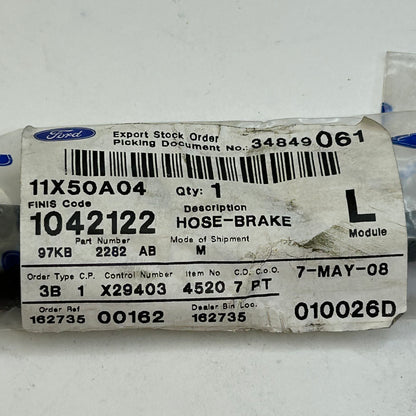 Ford
Export Stock Order
Picking Document No.: 34849 061
11X50A04 Qty: 1
FINIS Code Description
1042122 HOSE-BRAKE L
Part Number Mode of Shipment Module
97KB 2282 AB M
Order Type C.P. Control Number Item No C.D. C.o.O. 7-MAY-08
3B 1 X29403 4520 7 PT
Order Ref Dealer Bin Loc. 010026D
162735 00162 162735